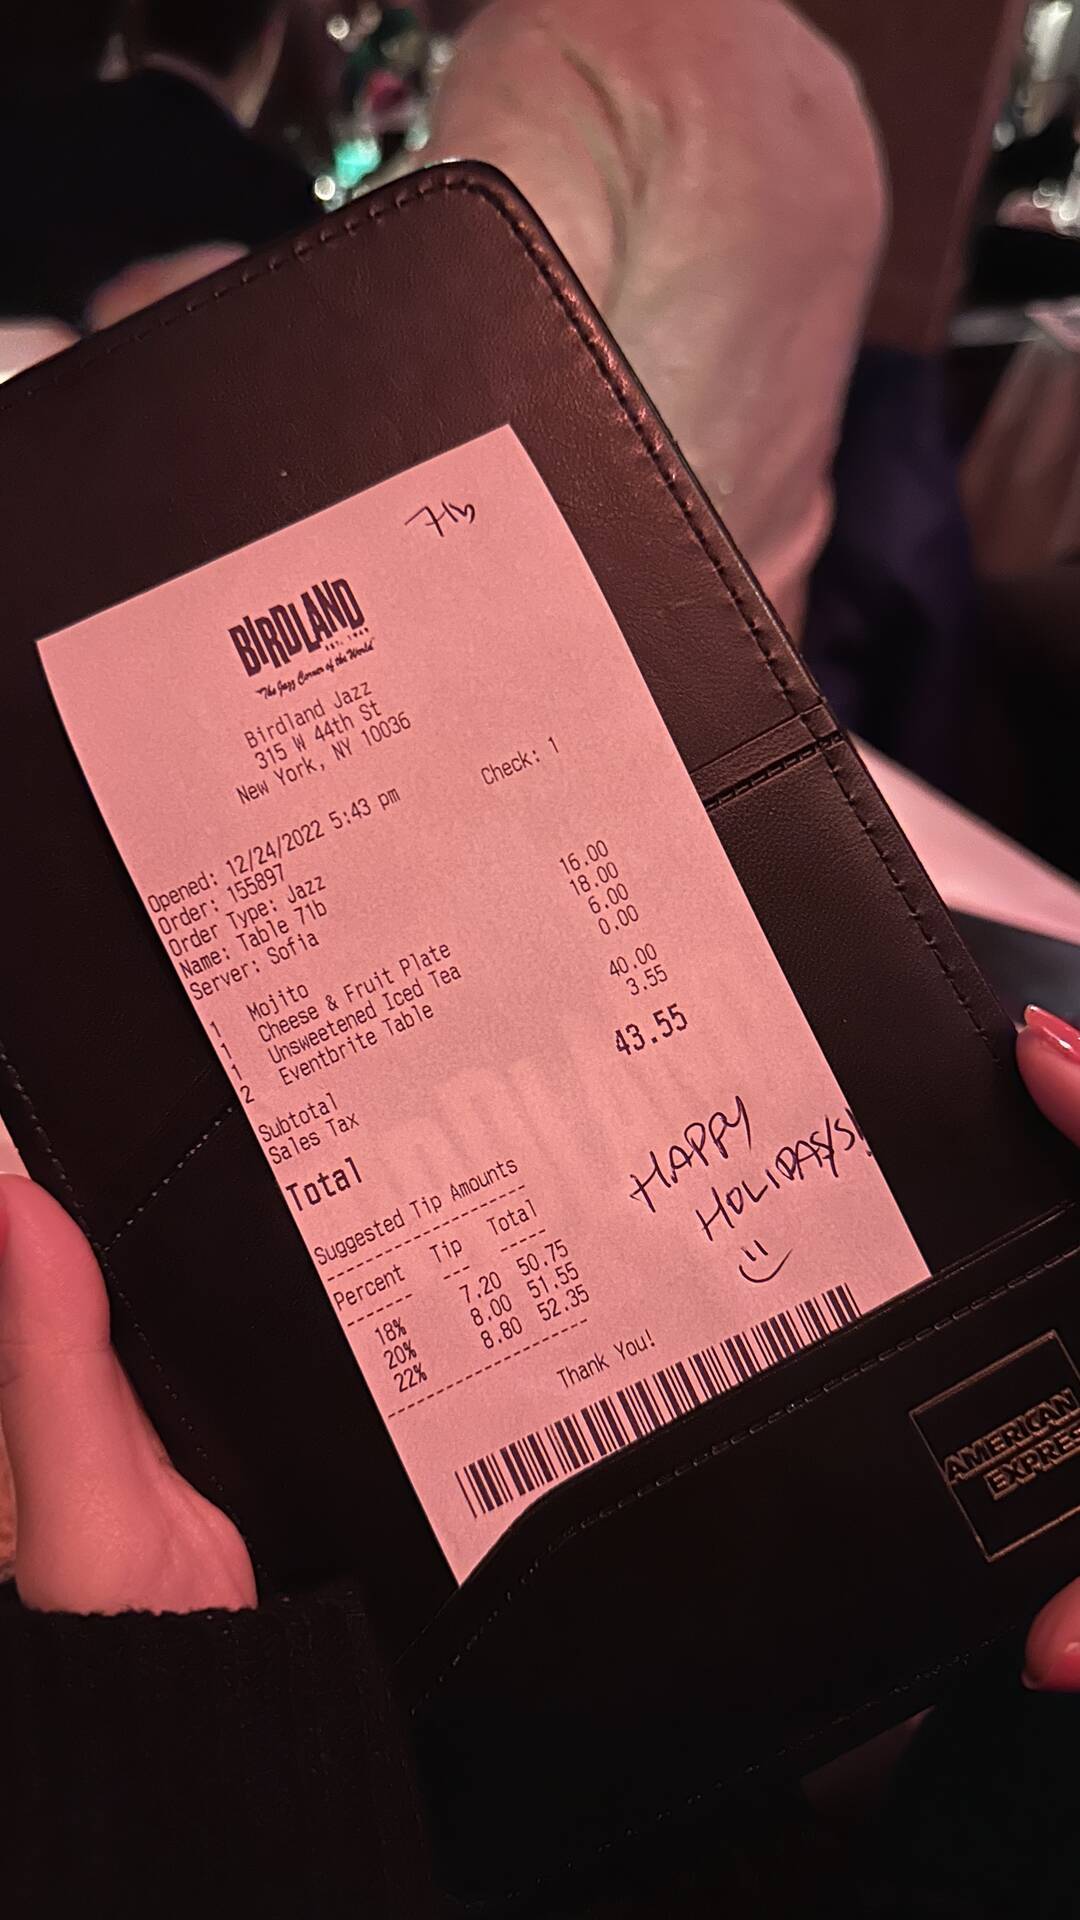 71b
BIRDLAND
EST. 1949
"The Jazz Corner of the World"
Birdland Jazz
315 W 44th St
New York, NY 10036
Check: 1
Opened: 12/24/2022 5:43 pm
Order: 155897
Order Type: Jazz
Name: Table 71b
Server: Sofia
1 Mojito 16.00
1 Cheese & Fruit Plate 18.00
1 Unsweetened Iced Tea 6.00
2 Eventbrite Table 0.00
Subtotal 40.00
Sales Tax 3.55
Total 43.55
HAPPY
HOLIDAYS!
Suggested Tip Amounts
Percent Tip Total
18% 7.20 50.75
20% 8.00 51.55
22% 8.80 52.35
Thank You!
AMERICAN
EXPRES